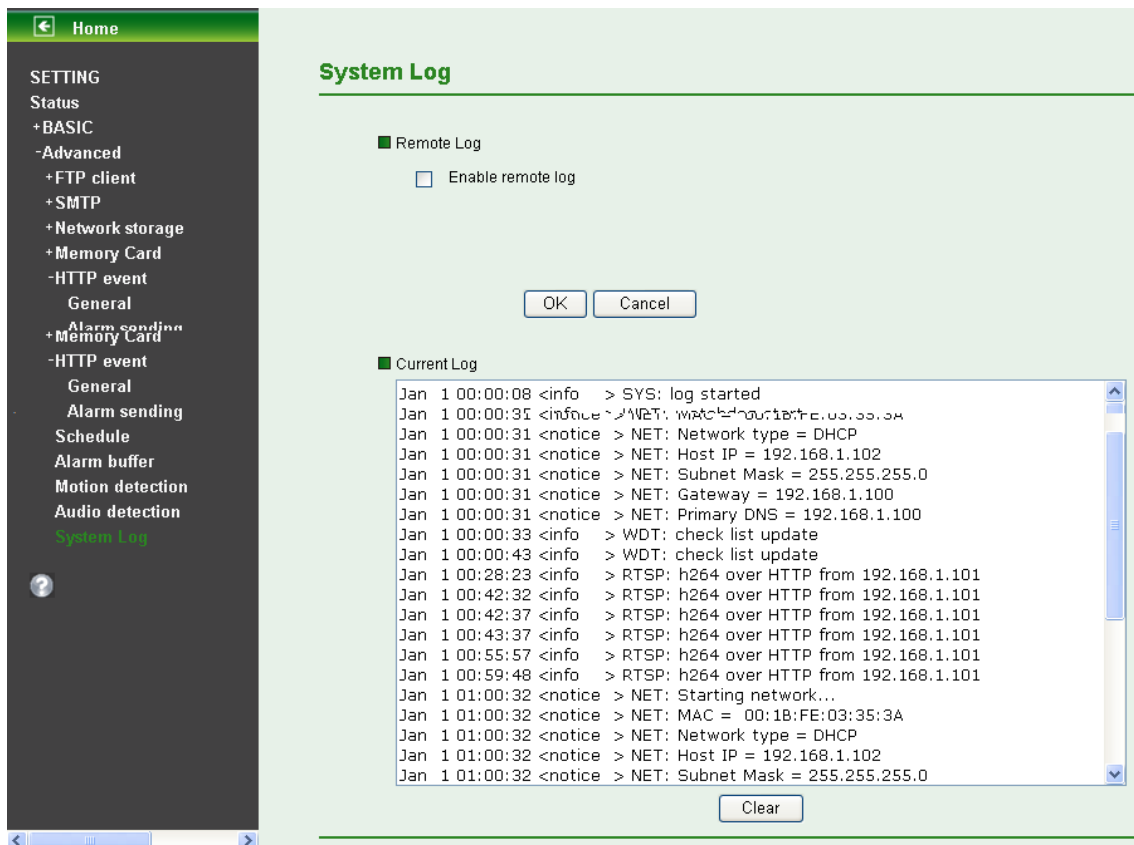 Home
SETTING
Status
+BASIC
-Advanced
+FTP client
+SMTP
+Network storage
+Memory Card
-HTTP event
General
Alarm sending
+Memory Card
-HTTP event
General
Alarm sending
Schedule
Alarm buffer
Motion detection
Audio detection
System Log
System Log
Remote Log
Enable remote log
OK Cancel
Current Log
Jan 1 00:00:08 <info > SYS: log started
Jan 1 00:00:31
Jan 1 00:00:31 <notice > NET: Network type = DHCP
Jan 1 00:00:31 <notice > NET: Host IP = 192.168.1.102
Jan 1 00:00:31 <notice > NET: Subnet Mask = 255.255.255.0
Jan 1 00:00:31 <notice > NET: Gateway = 192.168.1.100
Jan 1 00:00:31 <notice > NET: Primary DNS = 192.168.1.100
Jan 1 00:00:33 <info > WDT: check list update
Jan 1 00:00:43 <info > WDT: check list update
Jan 1 00:28:23 <info > RTSP: h264 over HTTP from 192.168.1.101
Jan 1 00:42:32 <info > RTSP: h264 over HTTP from 192.168.1.101
Jan 1 00:42:37 <info > RTSP: h264 over HTTP from 192.168.1.101
Jan 1 00:43:37 <info > RTSP: h264 over HTTP from 192.168.1.101
Jan 1 00:55:57 <info > RTSP: h264 over HTTP from 192.168.1.101
Jan 1 00:59:48 <info > RTSP: h264 over HTTP from 192.168.1.101
Jan 1 01:00:32 <notice > NET: Starting network...
Jan 1 01:00:32 <notice > NET: MAC = 00:1B:FE:03:35:3A
Jan 1 01:00:32 <notice > NET: Network type = DHCP
Jan 1 01:00:32 <notice > NET: Host IP = 192.168.1.102
Jan 1 01:00:32 <notice > NET: Subnet Mask = 255.255.255.0
Clear